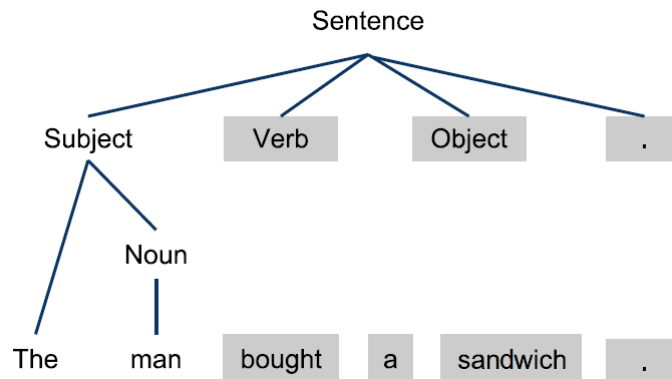 Sentence
Subject Verb Object .
Noun
The man bought a sandwich .